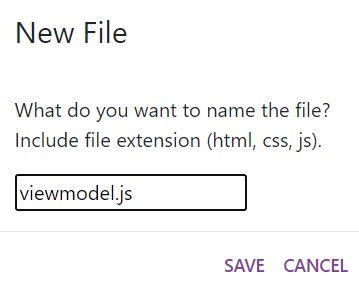 New File
What do you want to name the file?
Include file extension (html, css, js).
viewmodel.js
SAVE CANCEL